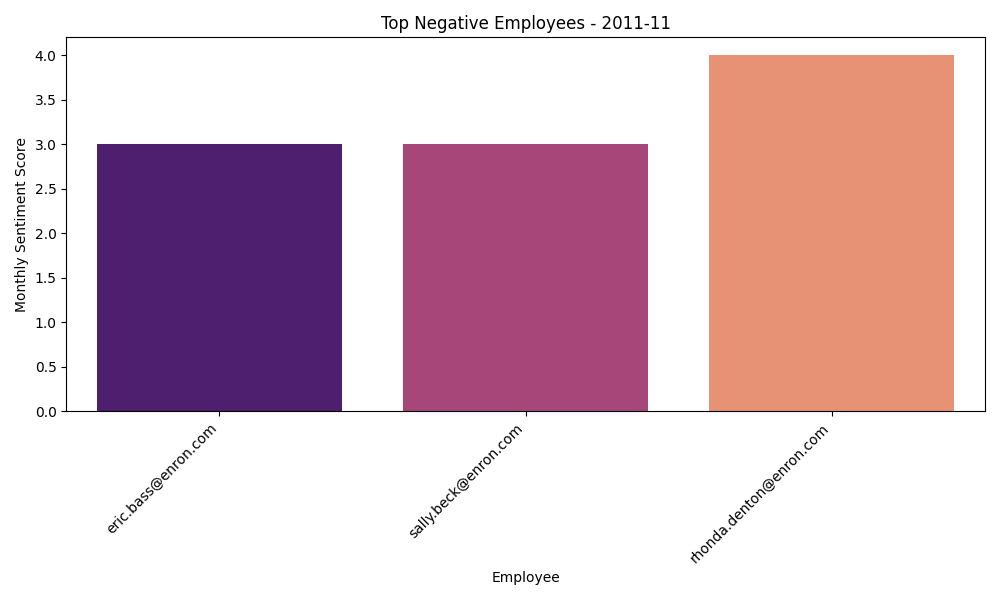 Top Negative Employees - 2011-11
Monthly Sentiment Score
4.0
3.5
3.0
2.5
2.0
1.5
1.0
0.5
0.0
eric.bass@enron.com
sally.beck@enron.com
rhonda.denton@enron.com
Employee